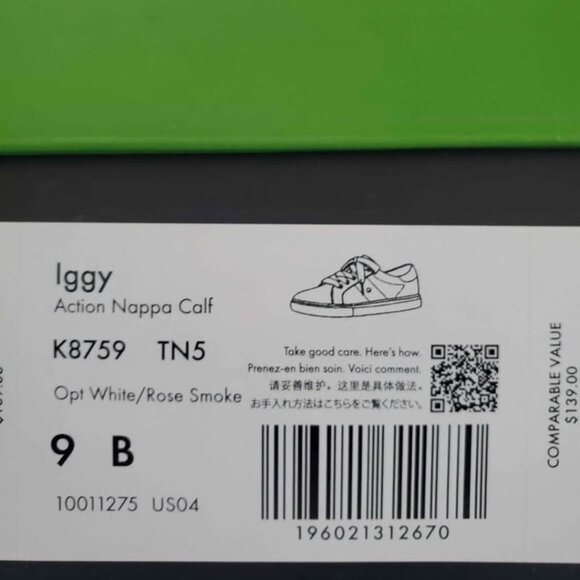 Iggy
Action Nappa Calf
K8759 TN5
Opt White/Rose Smoke
9 B
10011275 US04
Take good care. Here's how.
Prenez-en bien soin. Voici comment.
请妥善维护。这里是具体做法。
お手入れ方法はこちらをご覧ください。
196021312670
COMPARABLE VALUE
$139.00